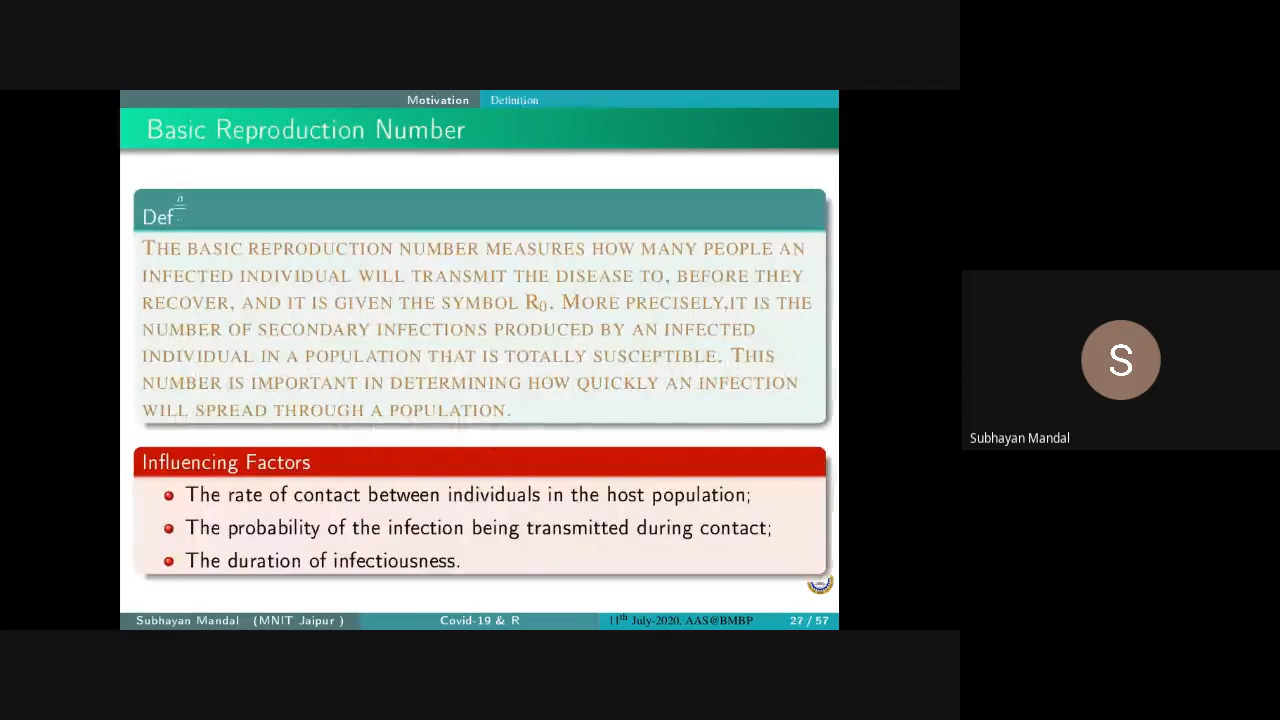 Motivation Definition
Basic Reproduction Number
Def n
THE BASIC REPRODUCTION NUMBER MEASURES HOW MANY PEOPLE AN
INFECTED INDIVIDUAL WILL TRANSMIT THE DISEASE TO, BEFORE THEY
RECOVER, AND IT IS GIVEN THE SYMBOL R₀. MORE PRECISELY,IT IS THE
NUMBER OF SECONDARY INFECTIONS PRODUCED BY AN INFECTED
INDIVIDUAL IN A POPULATION THAT IS TOTALLY SUSCEPTIBLE. THIS
NUMBER IS IMPORTANT IN DETERMINING HOW QUICKLY AN INFECTION
WILL SPREAD THROUGH A POPULATION.
Influencing Factors
The rate of contact between individuals in the host population;
The probability of the infection being transmitted during contact;
The duration of infectiousness.
Subhayan Mandal (MNIT Jaipur ) Covid-19 & R 11th July-2020, AAS@BMBP 27 / 57
S
Subhayan Mandal